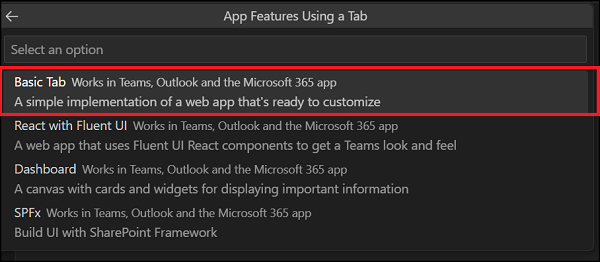 App Features Using a Tab
Select an option
Basic Tab Works in Teams, Outlook and the Microsoft 365 app
A simple implementation of a web app that's ready to customize
React with Fluent UI Works in Teams, Outlook and the Microsoft 365 app
A web app that uses Fluent UI React components to get a Teams look and feel
Dashboard Works in Teams, Outlook and the Microsoft 365 app
A canvas with cards and widgets for displaying important information
SPFx Works in Teams, Outlook and the Microsoft 365 app
Build UI with SharePoint Framework